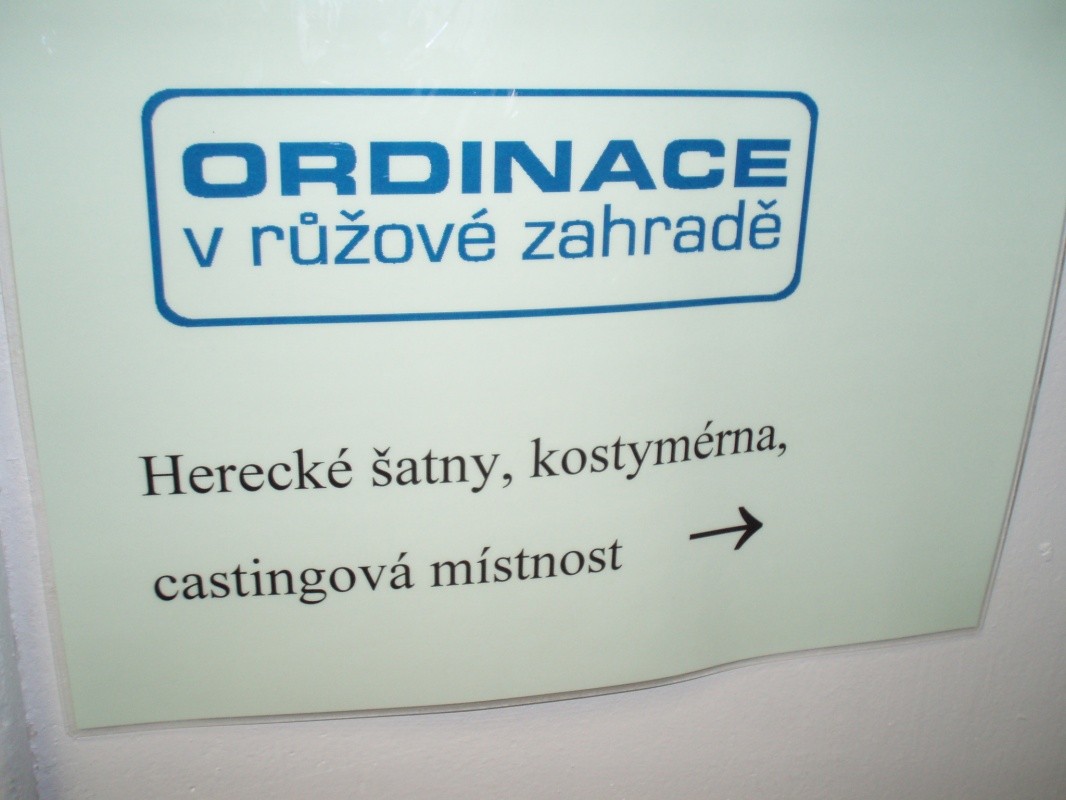 ORDINACE
v růžové zahradě
Herecké šatny, kostymérna,
castingová místnost →